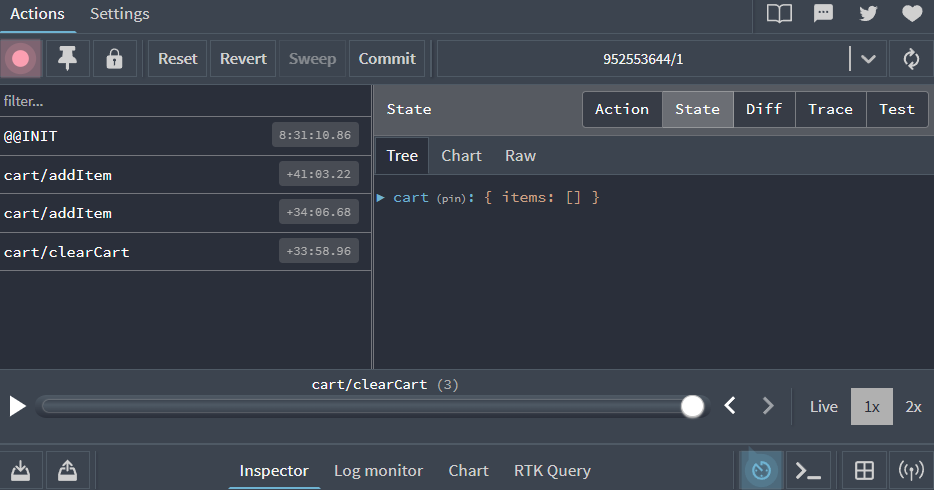 Actions Settings
Reset Revert Sweep Commit 952553644/1
filter...
State Action State Diff Trace Test
@@INIT 8:31:10.86
Tree Chart Raw
cart/addItem +41:03.22
cart (pin): { items: [] }
cart/addItem +34:06.68
cart/clearCart +33:58.96
cart/clearCart (3)
Live 1x 2x
Inspector Log monitor Chart RTK Query